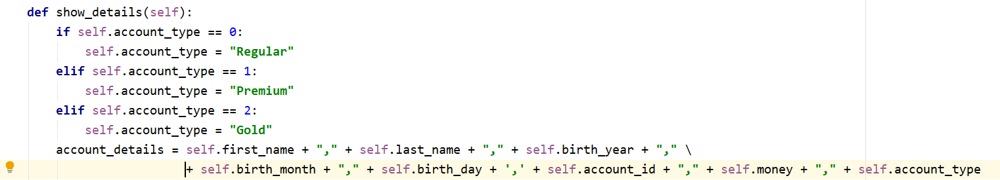 def show_details(self):
    if self.account_type == 0:
        self.account_type = "Regular"
    elif self.account_type == 1:
        self.account_type = "Premium"
    elif self.account_type == 2:
        self.account_type = "Gold"
    account_details = self.first_name + "," + self.last_name + "," + self.birth_year + "," \
                      + self.birth_month + "," + self.birth_day + ',' + self.account_id + "," + self.money + "," + self.account_type